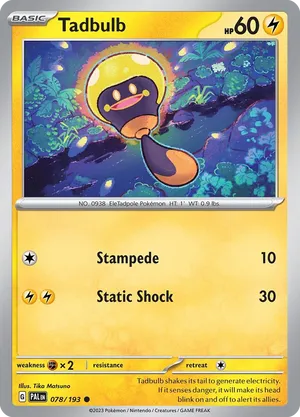 BASIC
Tadbulb
HP60
NO. 0938 EleTadpole Pokémon HT: 1' WT: 0.9 lbs
Stampede 10
Static Shock 30
weakness ×2 resistance retreat
Illus. Tika Matsuno
G PAL EN 078/193
Tadbulb shakes its tail to generate electricity.
If it senses danger, it will make its head
blink on and off to alert its allies.
©2023 Pokémon / Nintendo / Creatures / GAME FREAK